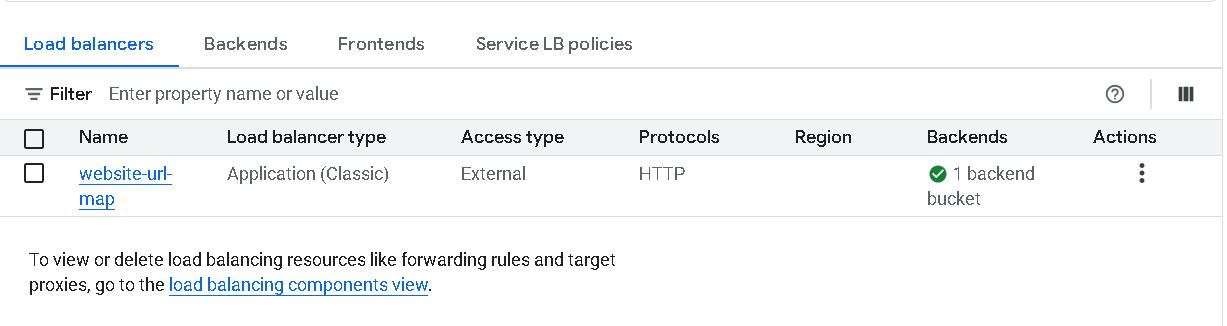 Load balancers Backends Frontends Service LB policies
Filter Enter property name or value
Name Load balancer type Access type Protocols Region Backends Actions
website-url- Application (Classic) External HTTP 1 backend
map bucket
To view or delete load balancing resources like forwarding rules and target
proxies, go to the load balancing components view.